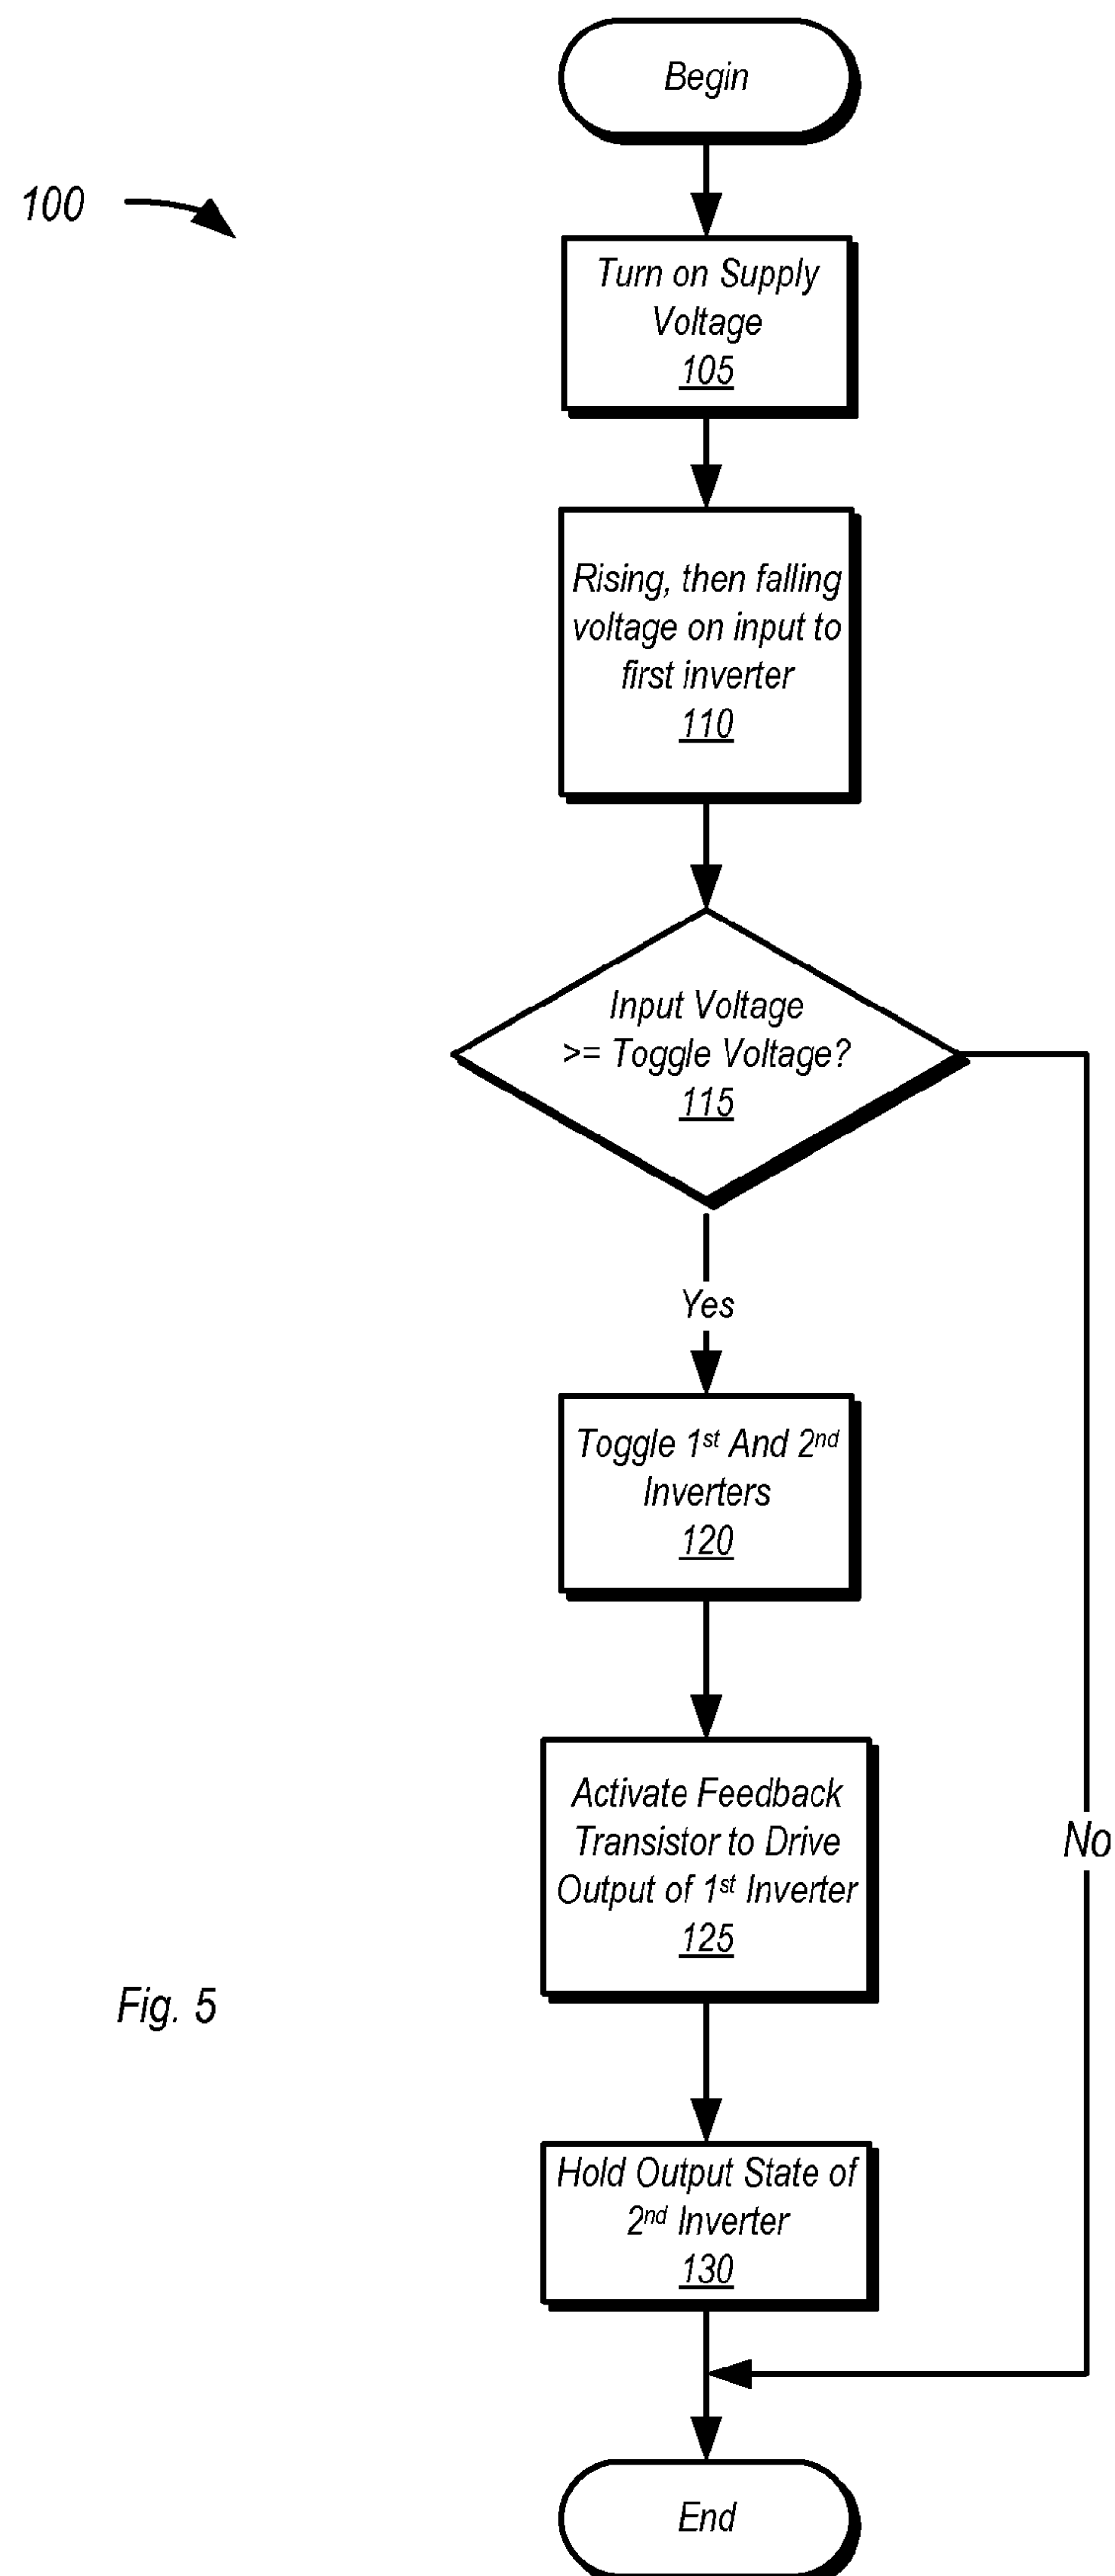 Begin
100
Turn on Supply
Voltage
105
Rising, then falling
voltage on input to
first inverter
110
Input Voltage
>= Toggle Voltage?
115
Yes
Toggle 1st And 2nd
Inverters
120
Activate Feedback
Transistor to Drive
Output of 1st Inverter
125
No
Fig. 5
Hold Output State of
2nd Inverter
130
End